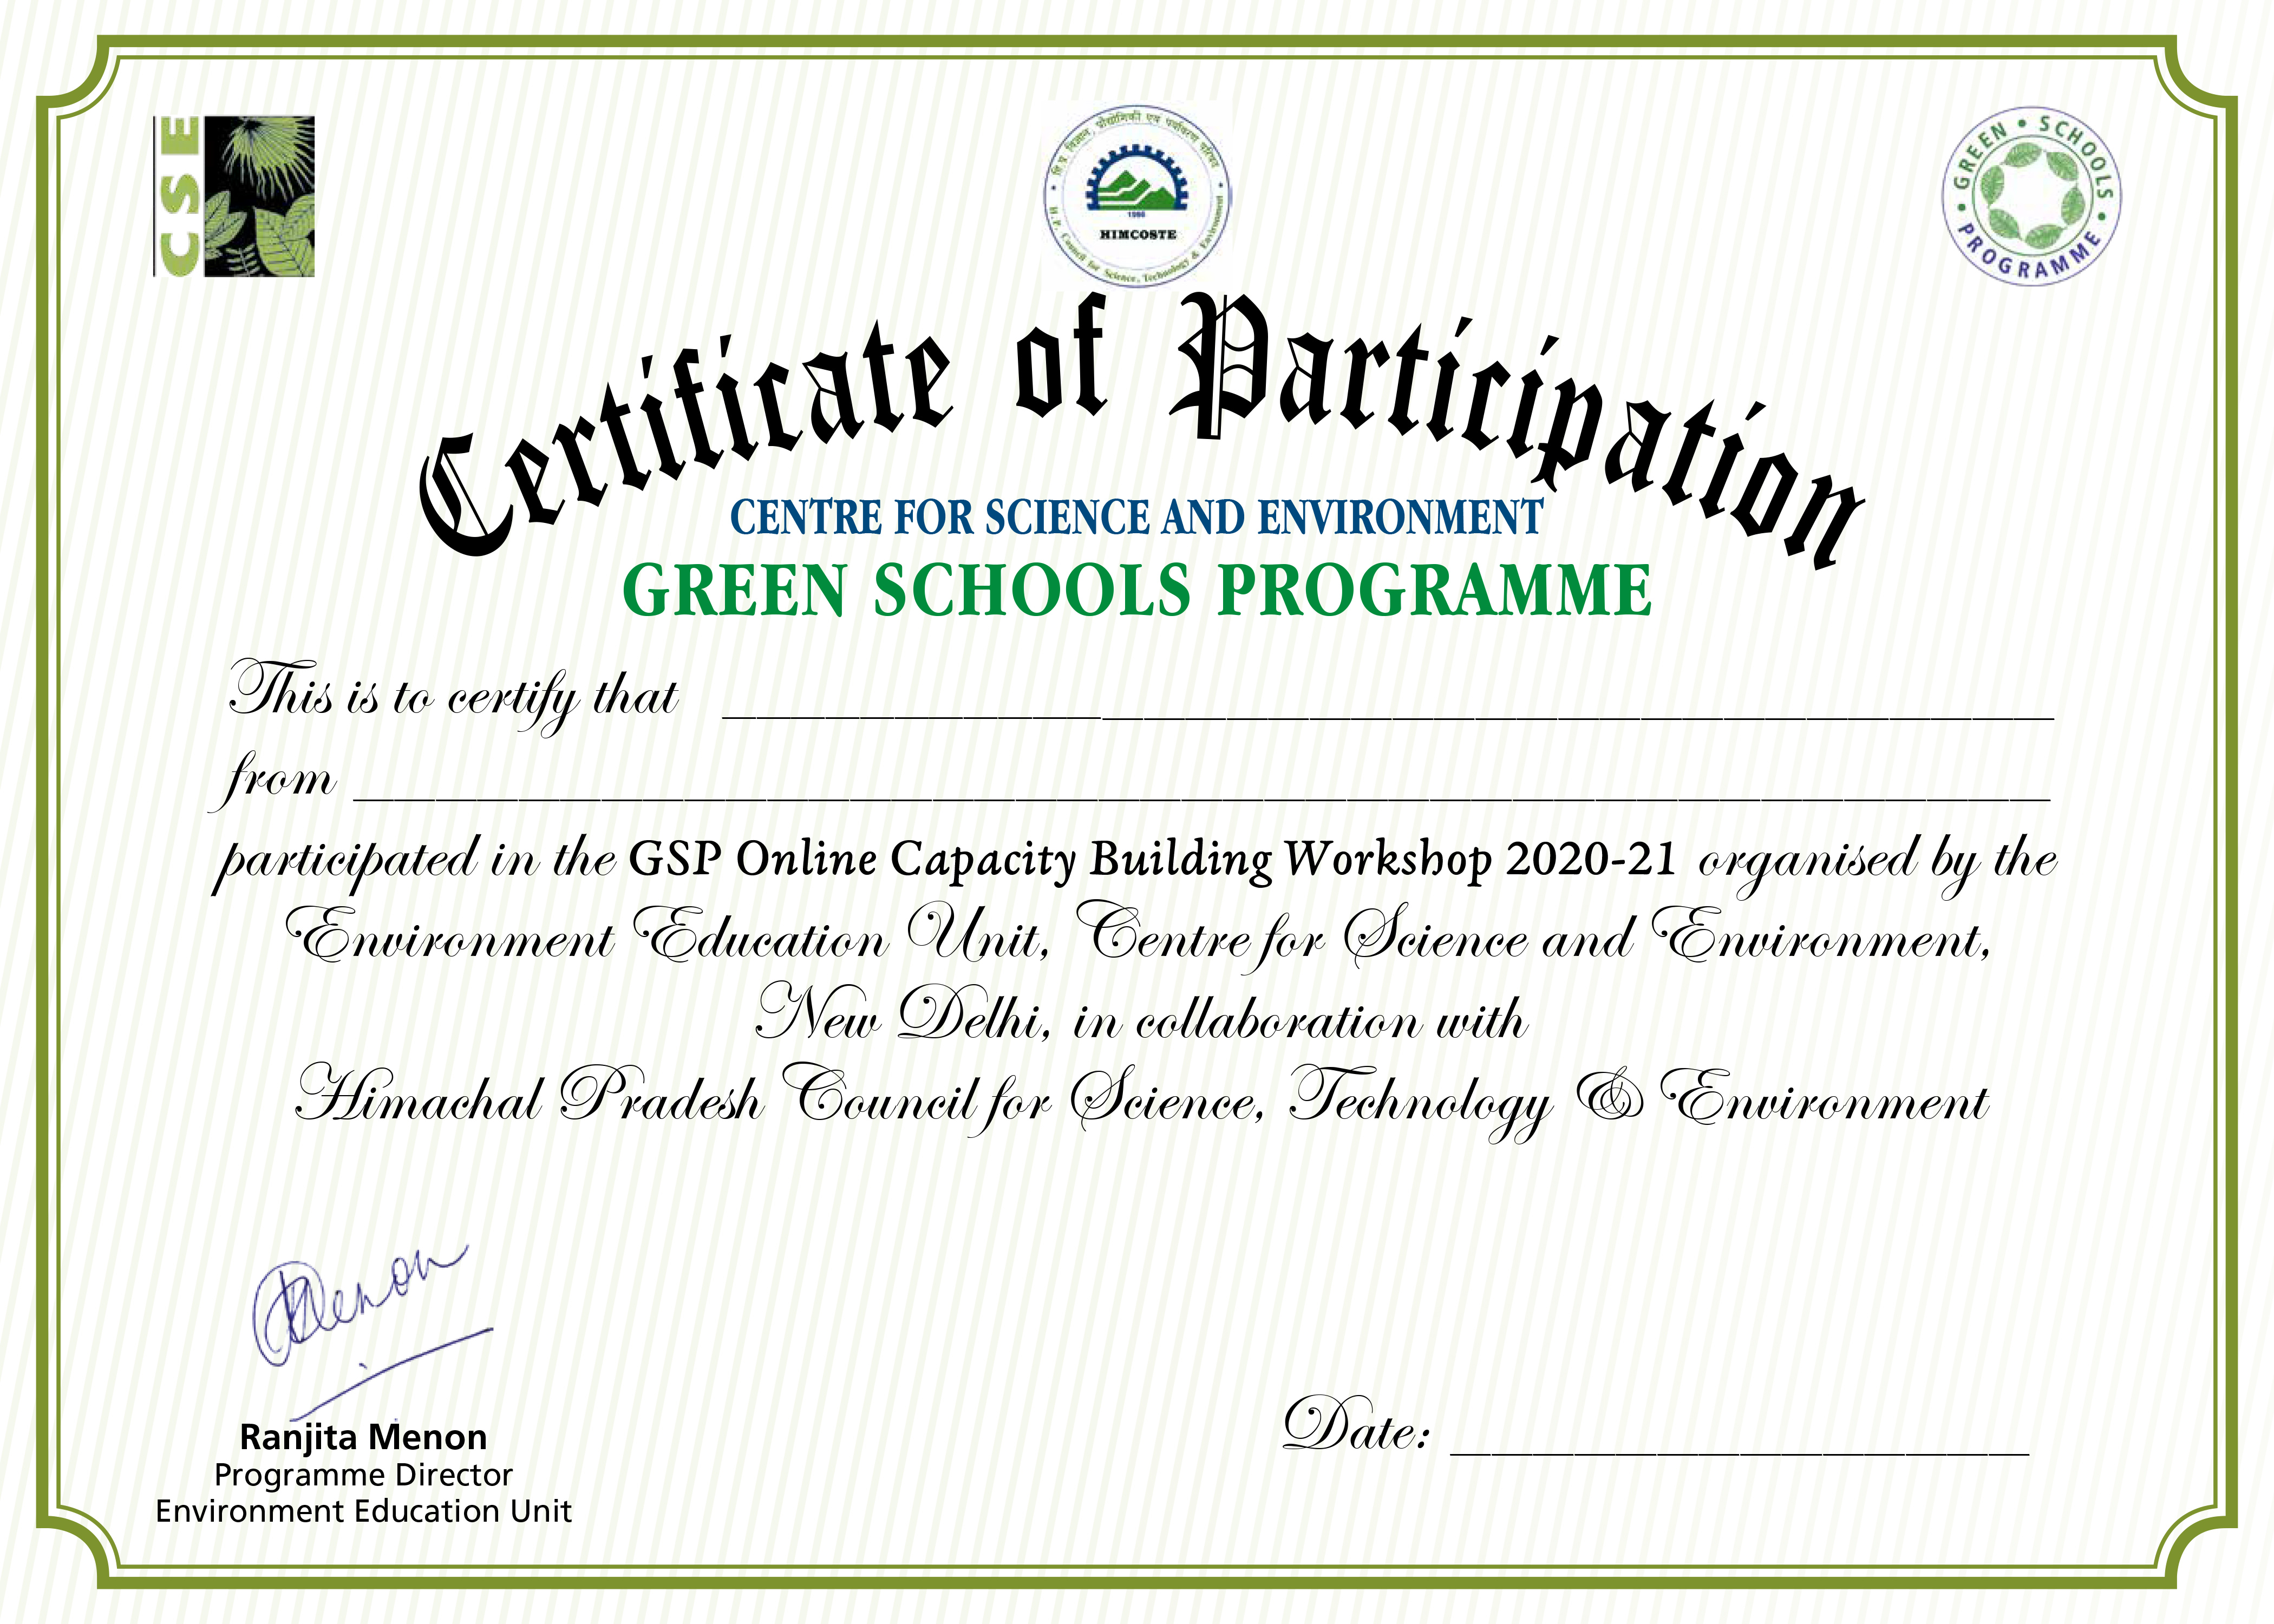 CSE
हि.प्र. विज्ञान, प्रौद्योगिकी एवं पर्यावरण परिषद
1986
HIMCOSTE
H.P. Council for Science, Technology & Environment
GREEN • SCHOOLS • PROGRAMME •
Certificate of Participation
CENTRE FOR SCIENCE AND ENVIRONMENT
GREEN SCHOOLS PROGRAMME
This is to certify that
from
participated in the GSP Online Capacity Building Workshop 2020-21 organised by the
Environment Education Unit, Centre for Science and Environment,
New Delhi, in collaboration with
Himachal Pradesh Council for Science, Technology & Environment
Menon
Ranjita Menon
Programme Director
Environment Education Unit
Date: